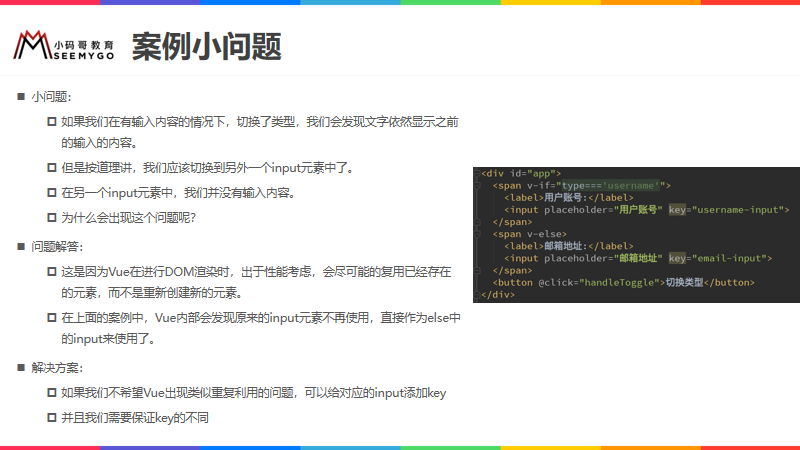 小码哥教育
SEEMYGO
案例小问题
小问题：
如果我们在有输入内容的情况下，切换了类型，我们会发现文字依然显示之前
的输入的内容。
但是按道理讲，我们应该切换到另外一个input元素中了。
在另一个input元素中，我们并没有输入内容。
为什么会出现这个问题呢？
问题解答：
这是因为Vue在进行DOM渲染时，出于性能考虑，会尽可能的复用已经存在
的元素，而不是重新创建新的元素。
在上面的案例中，Vue内部会发现原来的input元素不再使用，直接作为else中
的input来使用了。
解决方案：
如果我们不希望Vue出现类似重复利用的问题，可以给对应的input添加key
并且我们需要保证key的不同
<div id="app">
<span v-if="type==='username'">
<label>用户账号:</label>
<input placeholder="用户账号" key="username-input">
</span>
<span v-else>
<label>邮箱地址:</label>
<input placeholder="邮箱地址" key="email-input">
</span>
<button @click="handleToggle">切换类型</button>
</div>